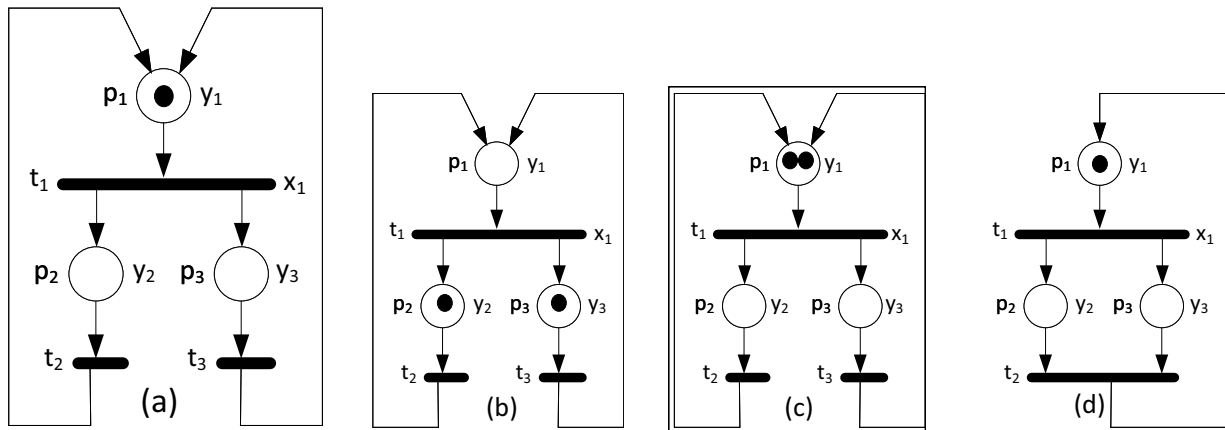 p₁ y₁
t₁ x₁
p₂ y₂ p₃ y₃
t₂ t₃
(a)
p₁ y₁
t₁ x₁
p₂ y₂ p₃ y₃
t₂ t₃
(b)
p₁ y₁
t₁ x₁
p₂ y₂ p₃ y₃
t₂ t₃
(c)
p₁ y₁
t₁ x₁
p₂ y₂ p₃ y₃
t₂
(d)